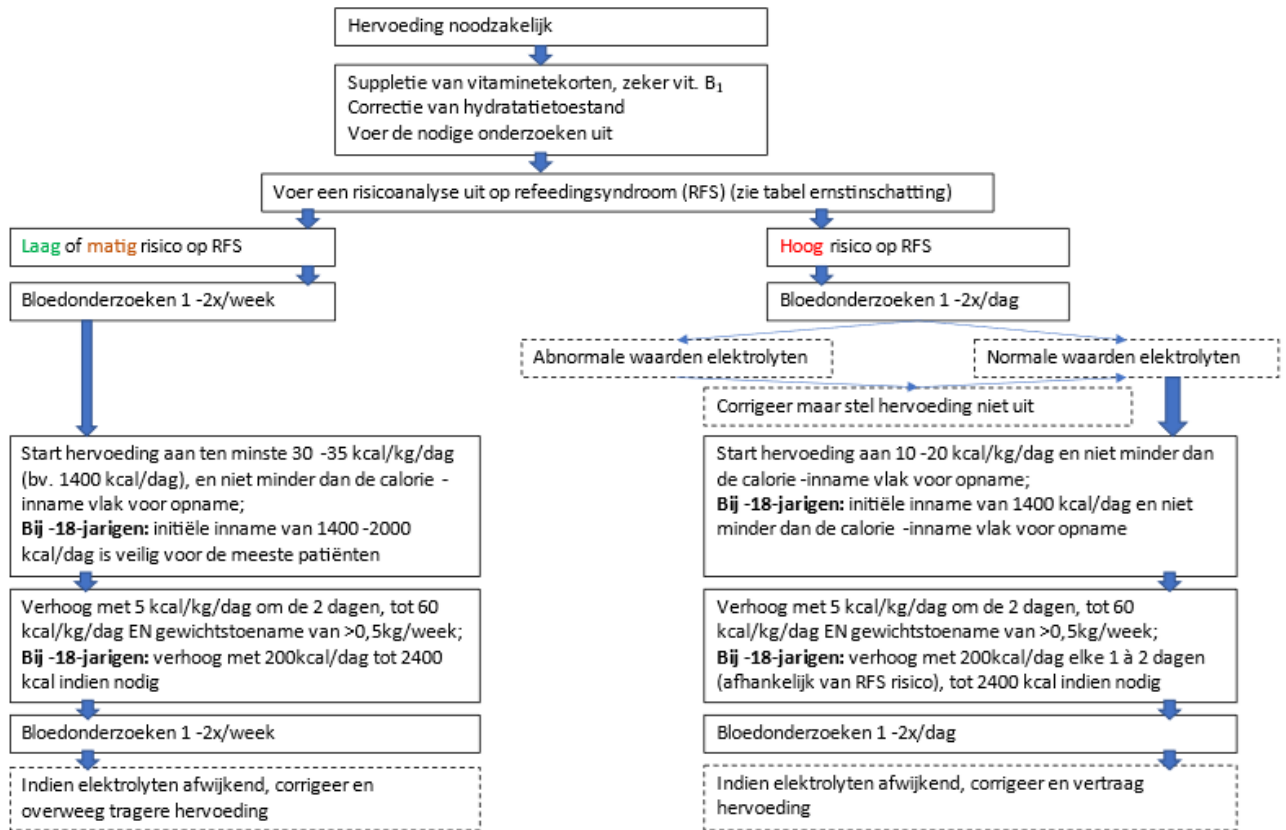 Hervoeding noodzakelijk
Suppletie van vitaminetekorten, zeker vit. B₁
Correctie van hydratatietoestand
Voer de nodige onderzoeken uit
Voer een risicoanalyse uit op refeedingsyndroom (RFS) (zie tabel ernstinschatting)
Laag of matig risico op RFS
Bloedonderzoeken 1 -2x/week
Hoog risico op RFS
Bloedonderzoeken 1 -2x/dag
Abnormale waarden elektrolyten
Normale waarden elektrolyten
Corrigeer maar stel hervoeding niet uit
Start hervoeding aan ten minste 30 -35 kcal/kg/dag
(bv. 1400 kcal/dag), en niet minder dan de calorie -
inname vlak voor opname;
Bij -18-jarigen: initiële inname van 1400 -2000
kcal/dag is veilig voor de meeste patiënten
Start hervoeding aan 10 -20 kcal/kg/dag en niet minder dan
de calorie -inname vlak voor opname;
Bij -18-jarigen: initiële inname van 1400 kcal/dag en niet
minder dan de calorie -inname vlak voor opname
Verhoog met 5 kcal/kg/dag om de 2 dagen, tot 60
kcal/kg/dag EN gewichtstoename van >0,5kg/week;
Bij -18-jarigen: verhoog met 200kcal/dag tot 2400
kcal indien nodig
Verhoog met 5 kcal/kg/dag om de 2 dagen, tot 60
kcal/kg/dag EN gewichtstoename van >0,5kg/week;
Bij -18-jarigen: verhoog met 200kcal/dag elke 1 à 2 dagen
(afhankelijk van RFS risico), tot 2400 kcal indien nodig
Bloedonderzoeken 1 -2x/week
Bloedonderzoeken 1 -2x/dag
Indien elektrolyten afwijkend, corrigeer en
overweeg tragere hervoeding
Indien elektrolyten afwijkend, corrigeer en vertraag
hervoeding